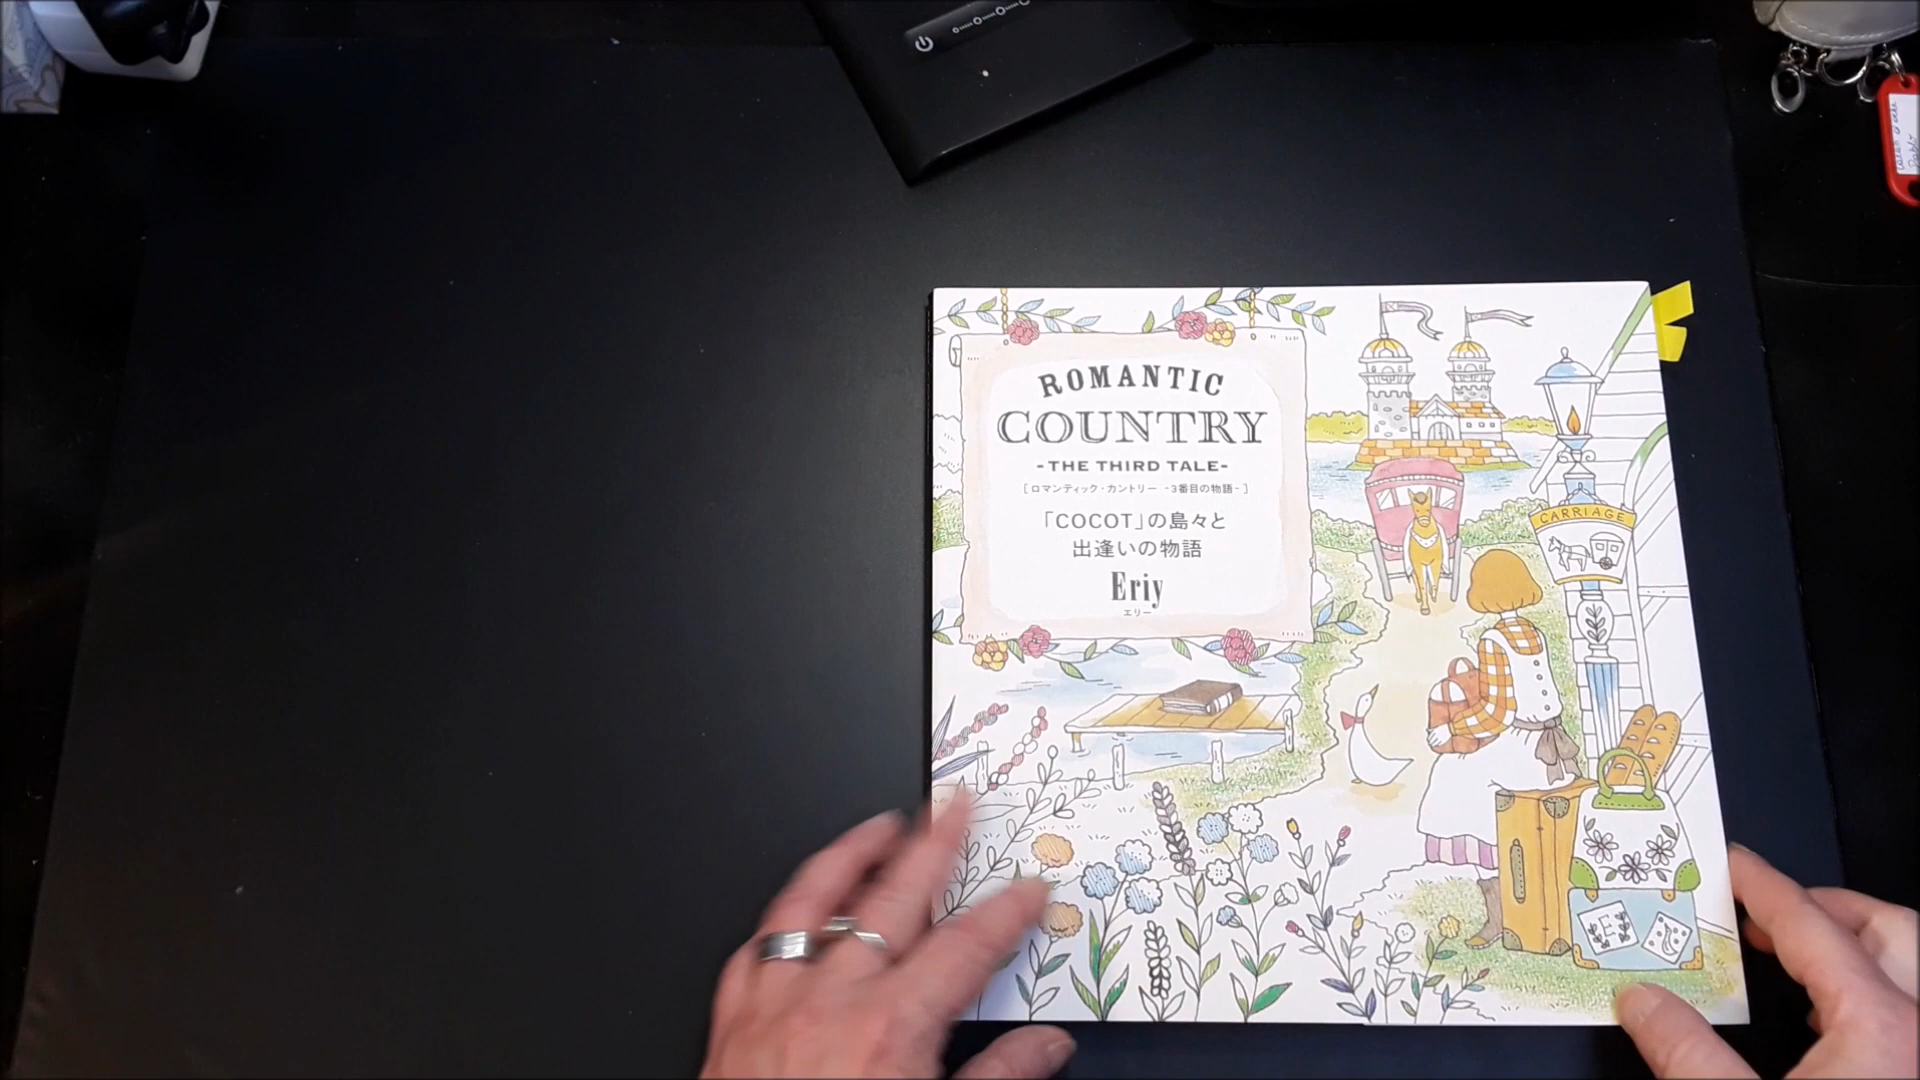 ROMANTIC
COUNTRY
-THE THIRD TALE-
[ロマンティック・カントリー -3番目の物語-]
「COCOT」の島々と
出逢いの物語
Eriy
エリー
CARRIAGE
E